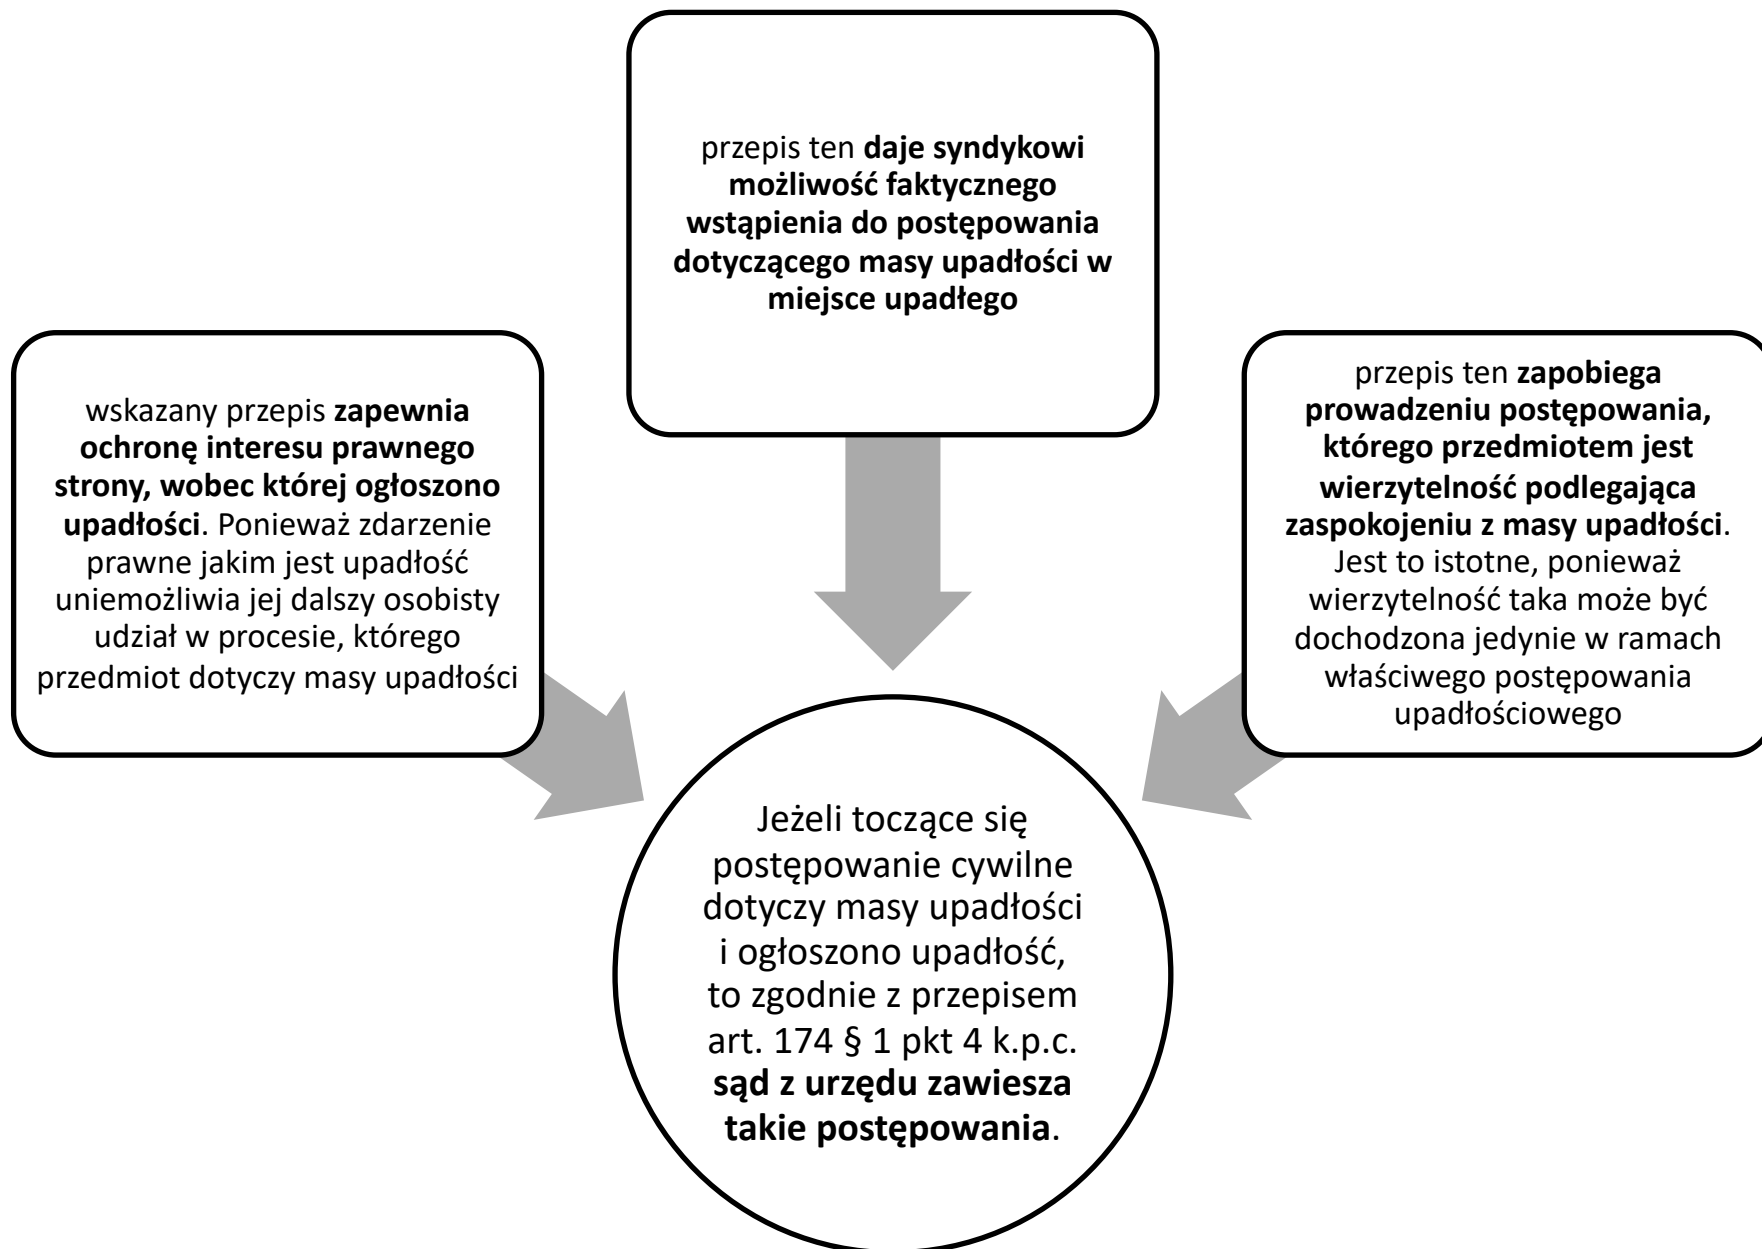 wskazany przepis zapewnia
ochronę interesu prawnego
strony, wobec której ogłoszono
upadłości. Ponieważ zdarzenie
prawne jakim jest upadłość
uniemożliwia jej dalszy osobisty
udział w procesie, którego
przedmiot dotyczy masy upadłości
przepis ten daje syndykowi
możliwość faktycznego
wstąpienia do postępowania
dotyczącego masy upadłości w
miejsce upadłego
przepis ten zapobiega
prowadzeniu postępowania,
którego przedmiotem jest
wierzytelność podlegająca
zaspokojeniu z masy upadłości.
Jest to istotne, ponieważ
wierzytelność taka może być
dochodzona jedynie w ramach
właściwego postępowania
upadłościowego
Jeżeli toczące się
postępowanie cywilne
dotyczy masy upadłości
i ogłoszono upadłość,
to zgodnie z przepisem
art. 174 § 1 pkt 4 k.p.c.
sąd z urzędu zawiesza
takie postępowania.